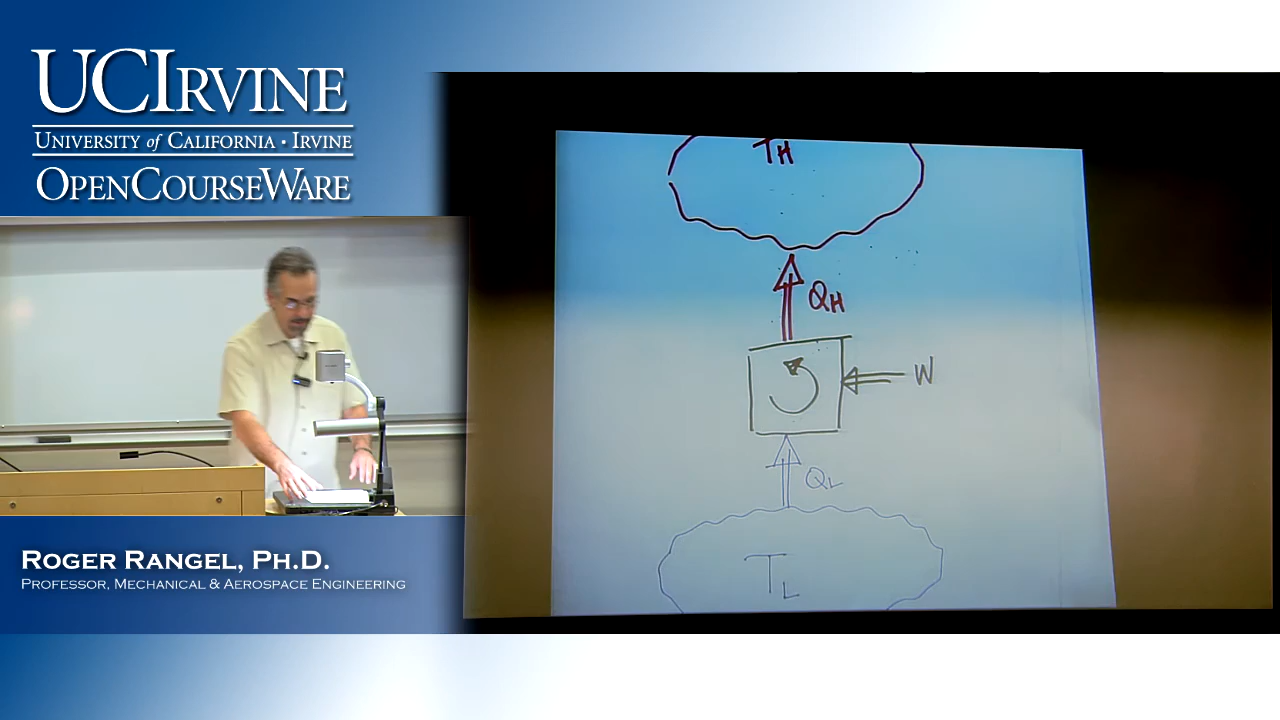 UCIRVINE
UNIVERSITY of CALIFORNIA • IRVINE
OPENCOURSEWARE
TH
QH
W
QL
TL
ROGER RANGEL, PH.D.
PROFESSOR, MECHANICAL & AEROSPACE ENGINEERING